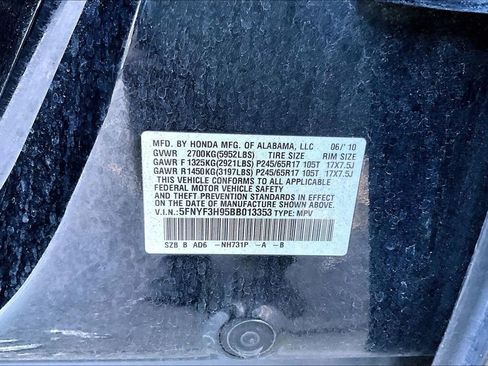 MFD. BY HONDA MFG. OF ALABAMA, LLC 06/'10
GVWR 2700KG(5952LBS) TIRE SIZE RIM SIZE
GAWR F 1325KG(2921LBS) P245/65R17 105T 17X7.5J
GAWR R1450KG(3197LBS) P245/65R17 105T 17X7.5J
THIS VEHICLE CONFORMS TO ALL APPLICABLE
FEDERAL MOTOR VEHICLE SAFETY
AND THEFT PREVENTION STANDARDS IN EFFECT
ON THE DATE OF MANUFACTURE SHOWN ABOVE.
V.I.N.:5FNYF3H95BB013353 TYPE:MPV
SZB B AD6 -NH731P -A -B